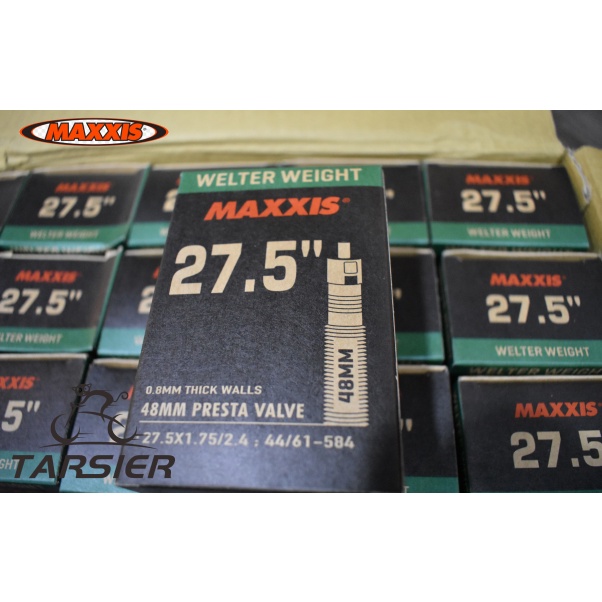 MAXXIS
WELTER WEIGHT
MAXXIS
27.5"
48MM
0.8MM THICK WALLS
48MM PRESTA VALVE
27.5X1.75/2.4 : 44/61-584
MAXXIS
27.5"
WELTER WEIGHT
MAXXIS
27.5"
WELTER WEIGHT
MAXXIS
27.5"
WELTER WEIGHT
MAXXIS
27.5"
WELTER WEIGHT
MAXXIS
.5"
MAXXIS
27.5
TARSIER